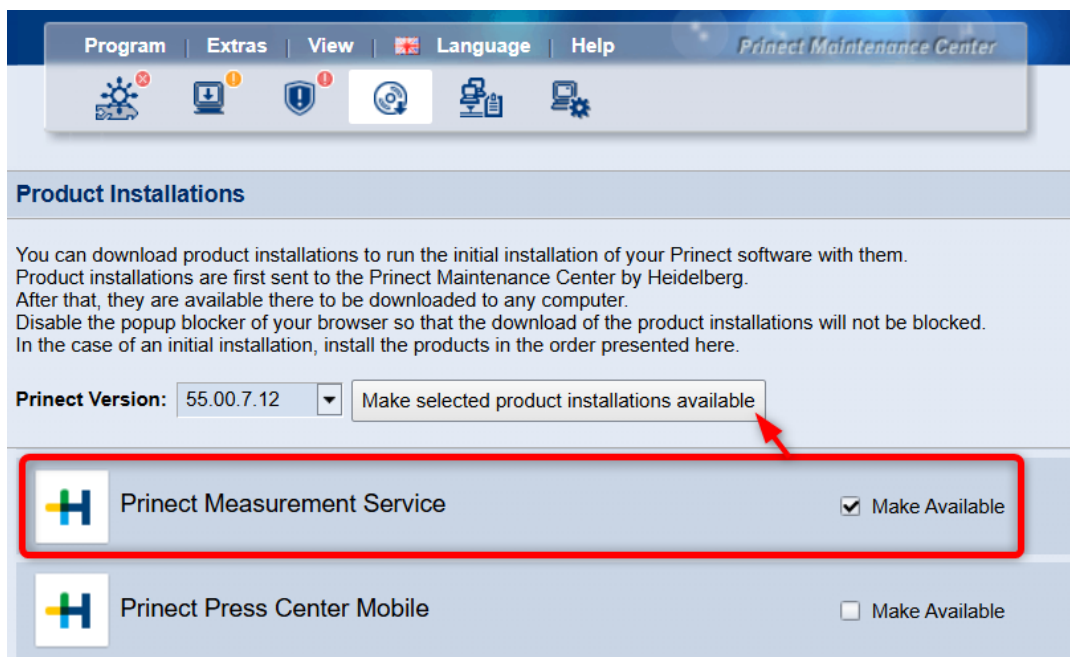 Program | Extras | View | Language | Help Prinect Maintenance Center
Product Installations
You can download product installations to run the initial installation of your Prinect software with them.
Product installations are first sent to the Prinect Maintenance Center by Heidelberg.
After that, they are available there to be downloaded to any computer.
Disable the popup blocker of your browser so that the download of the product installations will not be blocked.
In the case of an initial installation, install the products in the order presented here.
Prinect Version: 55.00.7.12 Make selected product installations available
Prinect Measurement Service Make Available
Prinect Press Center Mobile Make Available